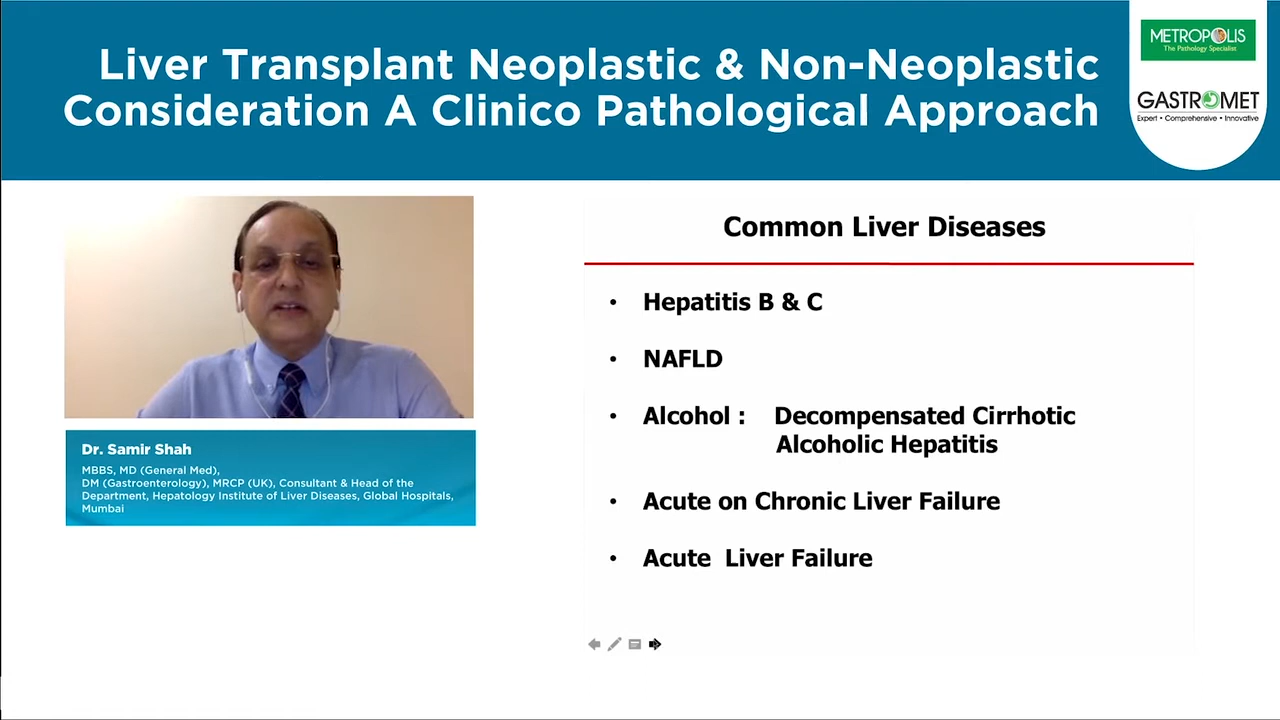 Liver Transplant Neoplastic & Non-Neoplastic
Consideration A Clinico Pathological Approach
METROPOLIS
The Pathology Specialist
GASTROMET
Expert • Comprehensive • Innovative
Dr. Samir Shah
MBBS, MD (General Med),
DM (Gastroenterology), MRCP (UK), Consultant & Head of the
Department, Hepatology Institute of Liver Diseases, Global Hospitals,
Mumbai
Common Liver Diseases
• Hepatitis B & C
• NAFLD
• Alcohol : Decompensated Cirrhotic
Alcoholic Hepatitis
• Acute on Chronic Liver Failure
• Acute Liver Failure